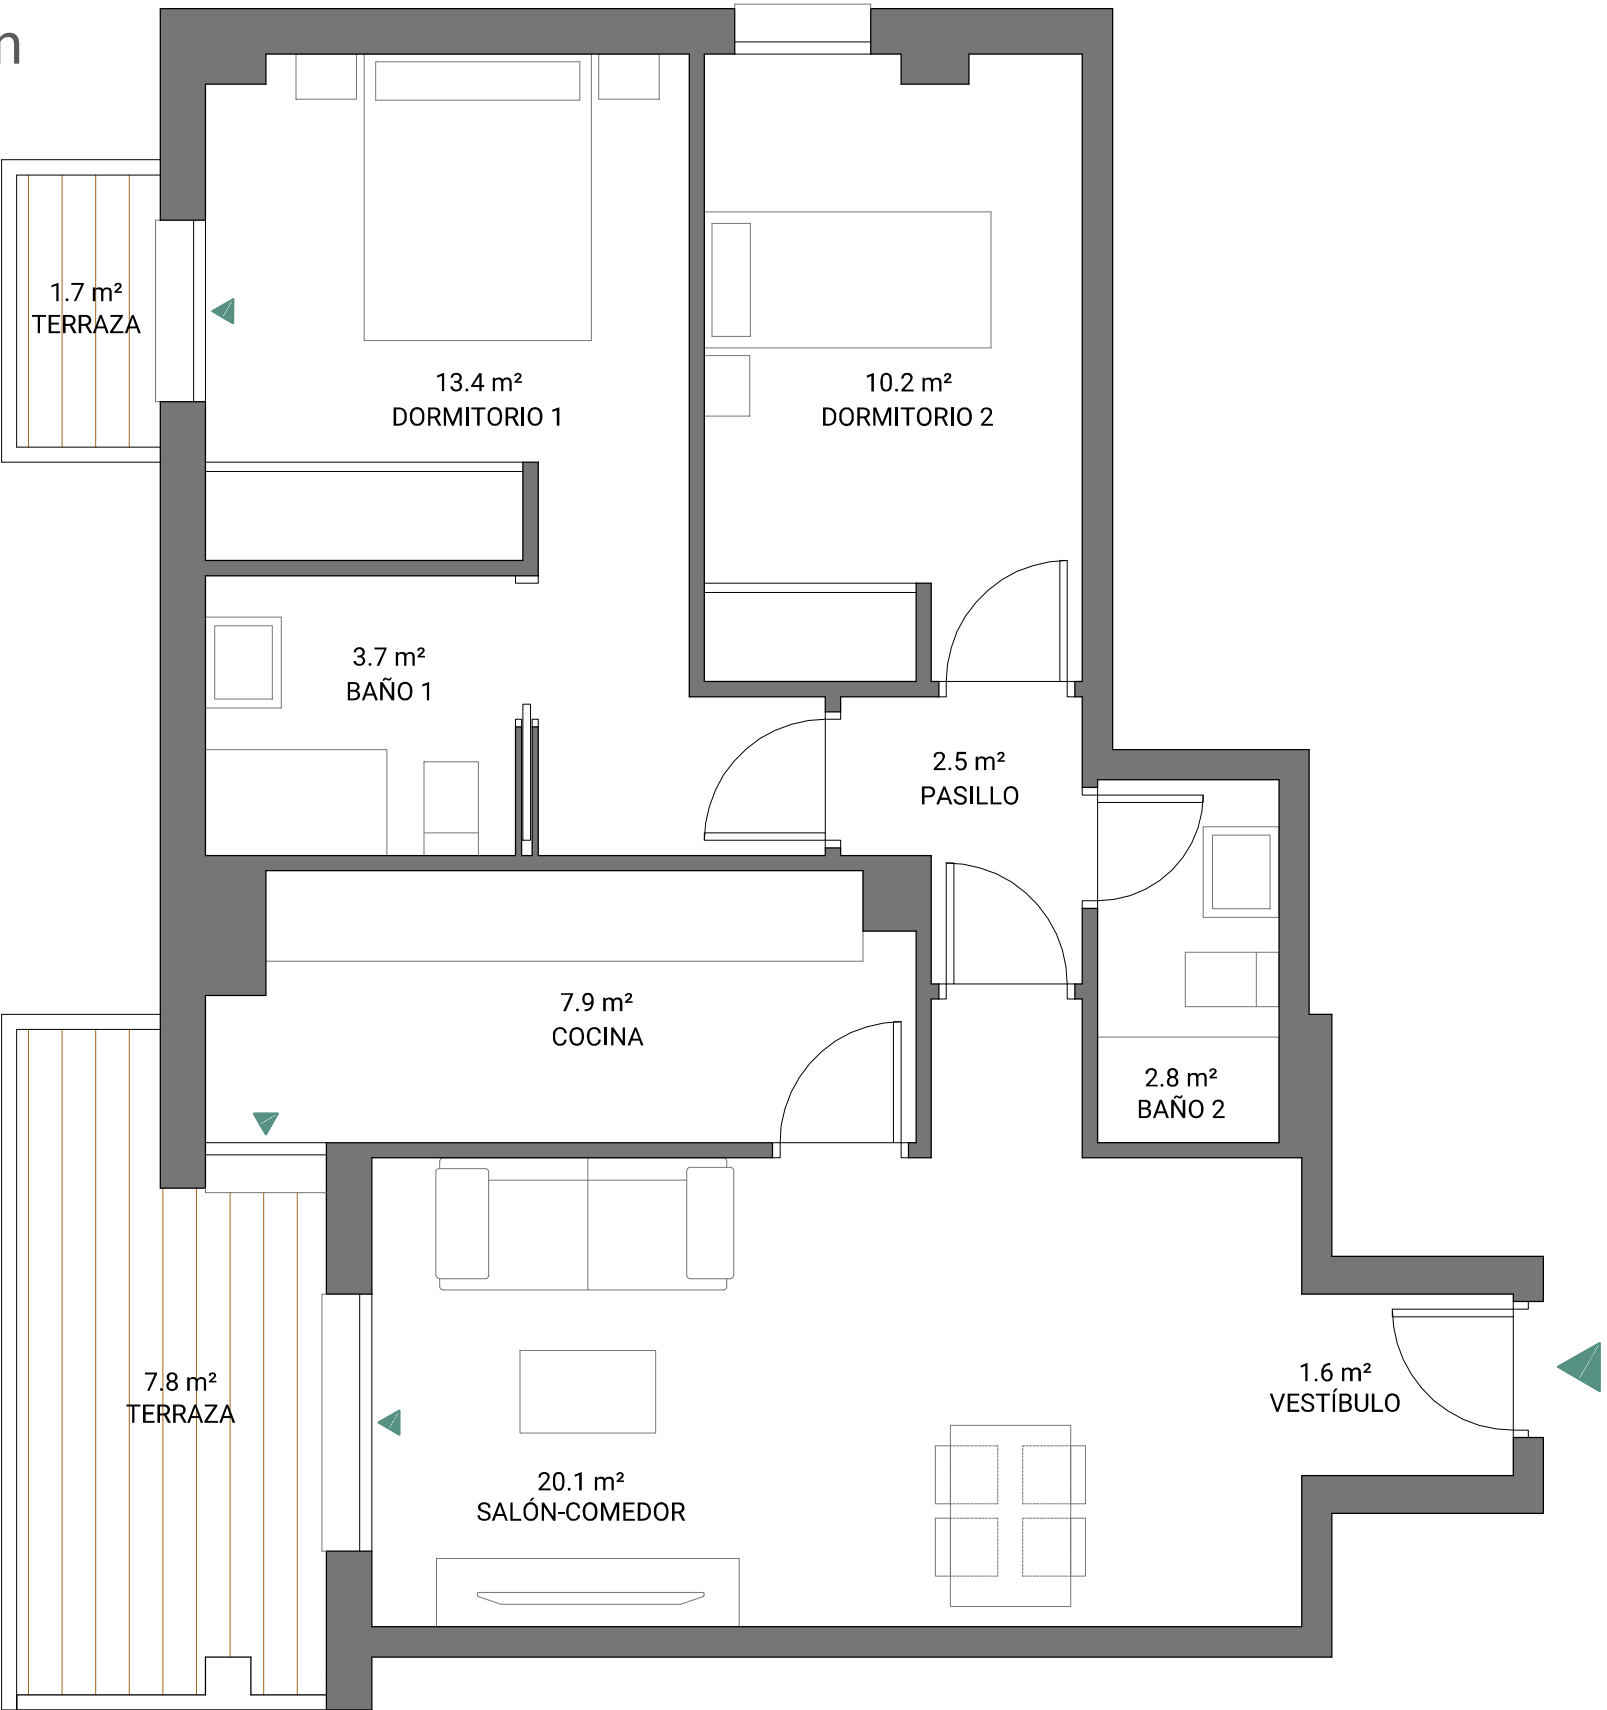 1.7 m²
TERRAZA
13.4 m²
DORMITORIO 1
10.2 m²
DORMITORIO 2
3.7 m²
BAÑO 1
2.5 m²
PASILLO
7.9 m²
COCINA
2.8 m²
BAÑO 2
7.8 m²
TERRAZA
1.6 m²
VESTÍBULO
20.1 m²
SALÓN-COMEDOR